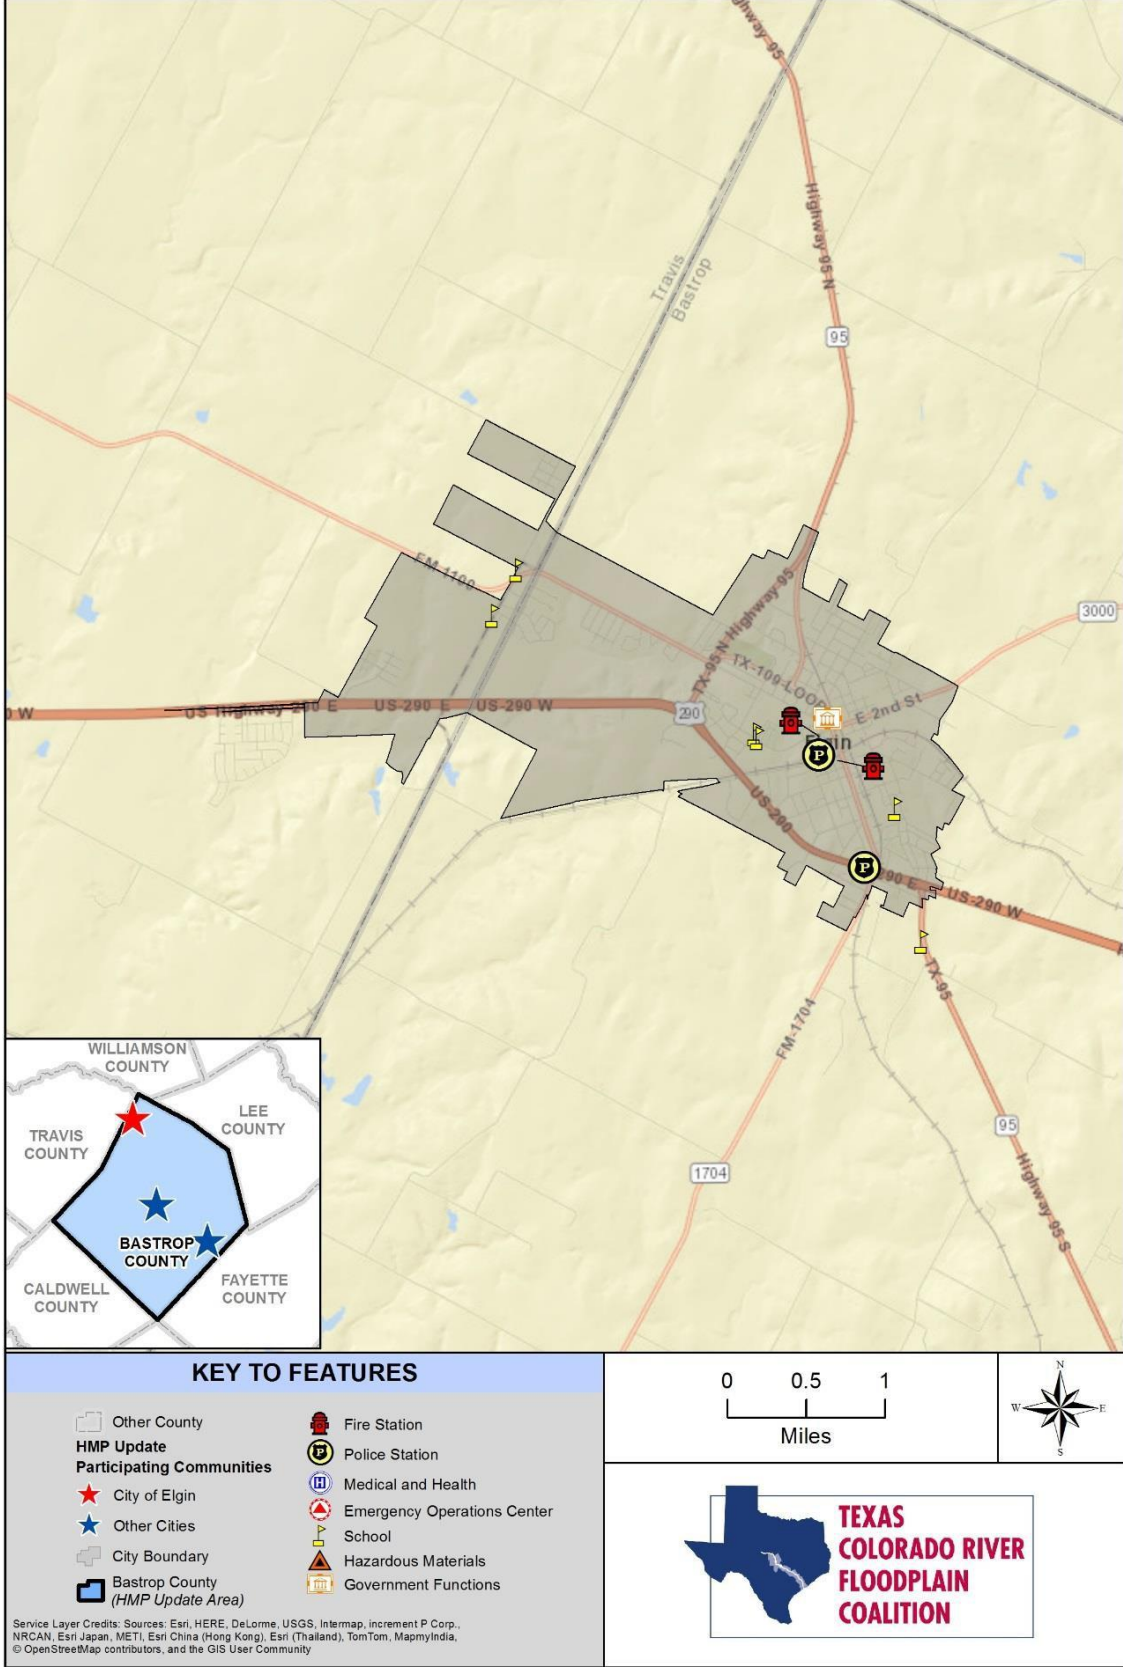 Highway 95
Highway 95 N
Travis
Bastrop
95
FM-1100
3000
TX-95 N Highway 95
TX-109-LOOP
E 2nd St
0 W
US Highway 290 E
US-290 E
US-290 W
290
Elgin
P
US-290
P
290 E
US-290 W
TX-95
FM-1704
95
1704
Highway 95 S
WILLIAMSON
COUNTY
LEE
COUNTY
TRAVIS
COUNTY
BASTROP
COUNTY
CALDWELL
COUNTY
FAYETTE
COUNTY
KEY TO FEATURES
Other County
HMP Update
Participating Communities
City of Elgin
Other Cities
City Boundary
Bastrop County
(HMP Update Area)
Fire Station
P Police Station
H Medical and Health
Emergency Operations Center
School
Hazardous Materials
Government Functions
Service Layer Credits: Sources: Esri, HERE, DeLorme, USGS, Intermap, increment P Corp.,
NRCAN, Esri Japan, METI, Esri China (Hong Kong), Esri (Thailand), TomTom, MapmyIndia,
© OpenStreetMap contributors, and the GIS User Community
0 0.5 1
Miles
N
W E
S
TEXAS
COLORADO RIVER
FLOODPLAIN
COALITION